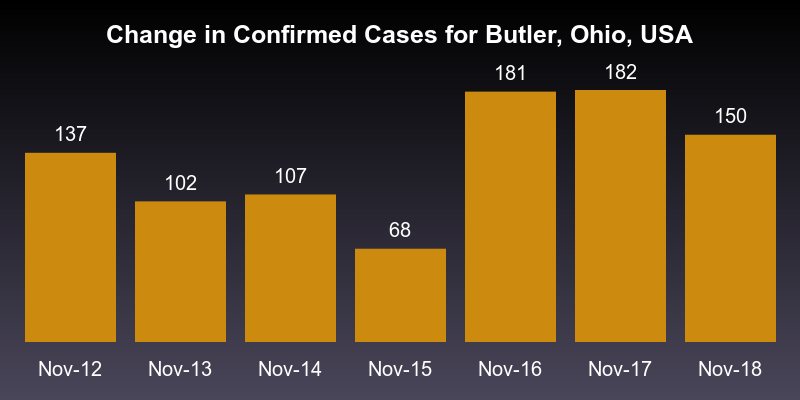 Change in Confirmed Cases for Butler, Ohio, USA
137 102 107 68 181 182 150
Nov-12 Nov-13 Nov-14 Nov-15 Nov-16 Nov-17 Nov-18